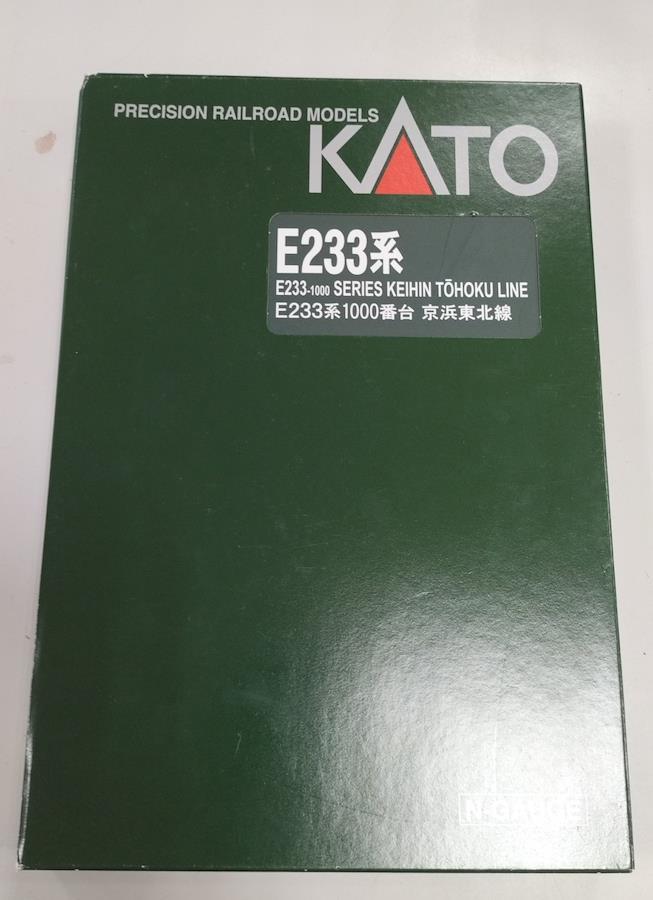 PRECISION RAILROAD MODELS
KATO
E233系
E233-1000 SERIES KEIHIN TŌHOKU LINE
E233系1000番台 京浜東北線
N-GAUGE